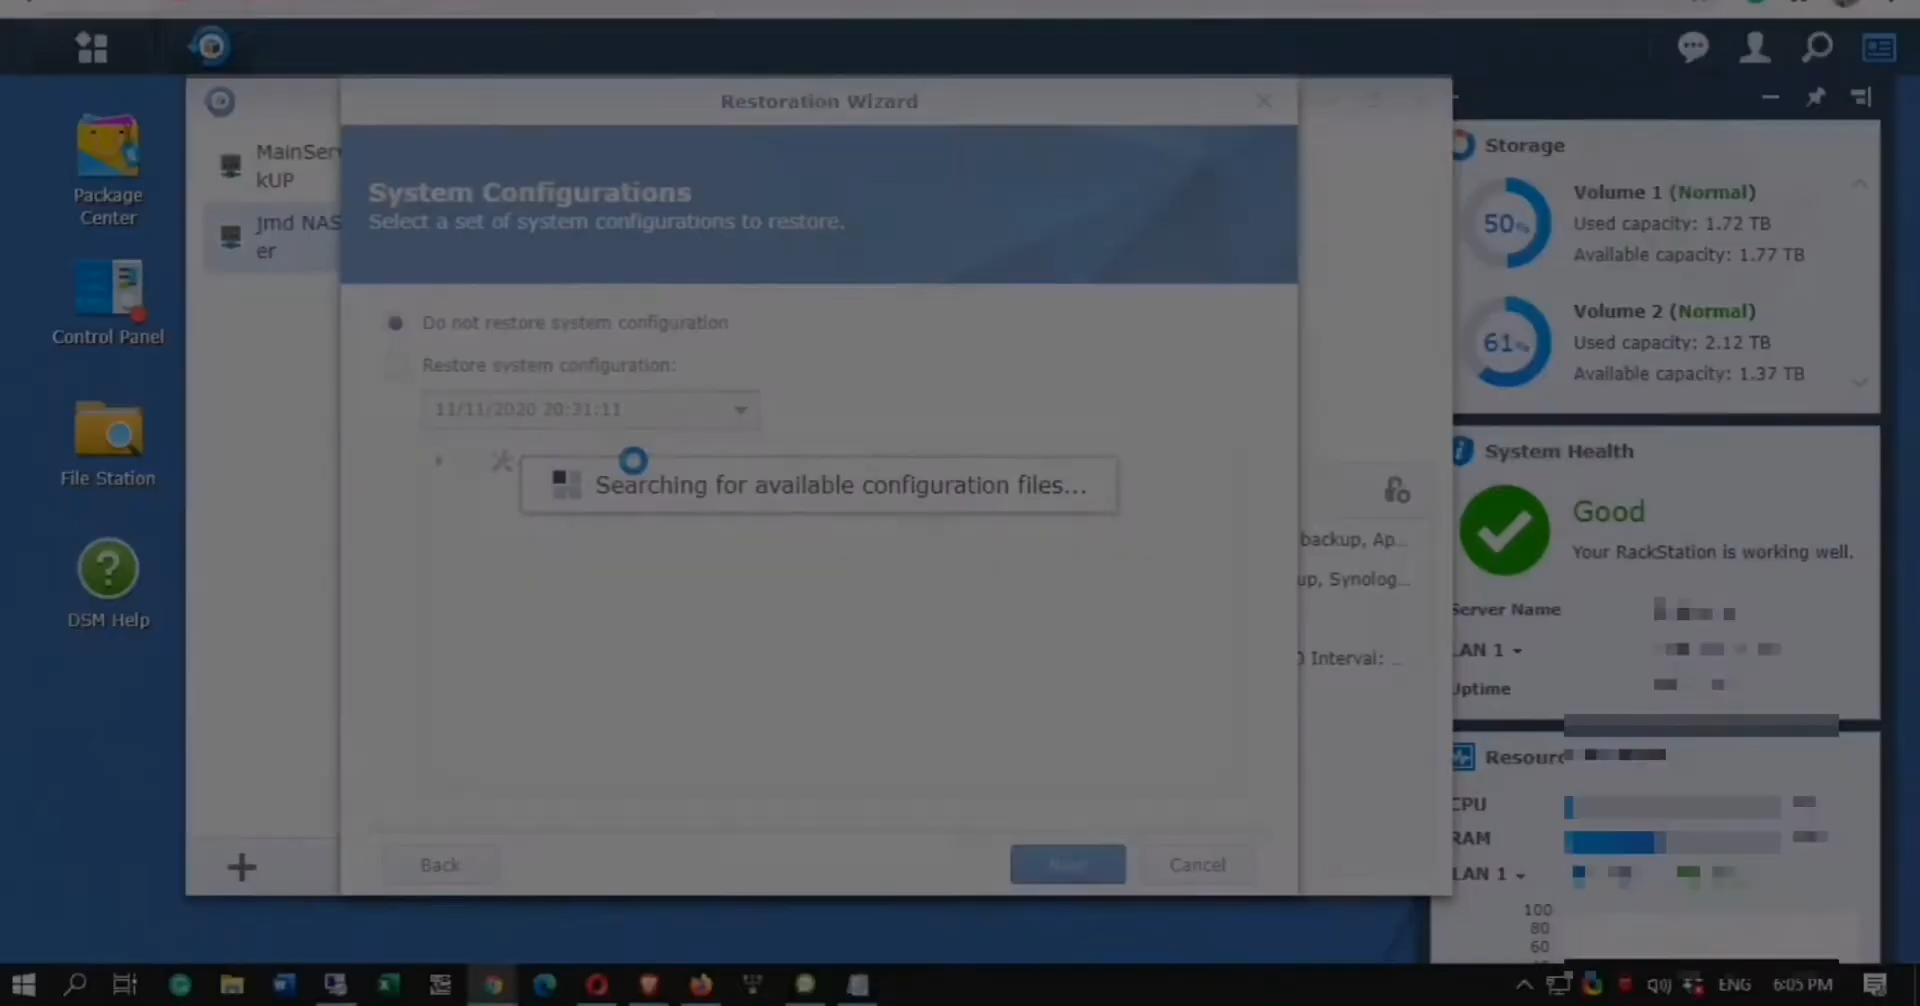 Restoration Wizard
MainServ
kUP
Jmd NAS
er
System Configurations
Select a set of system configurations to restore.
Do not restore system configuration
Restore system configuration:
11/11/2020 20:31:11
Searching for available configuration files...
backup, Ap...
up, Synolog...
Interval: ...
Back
Next
Cancel
Package
Center
Control Panel
File Station
DSM Help
Storage
50%
Volume 1 (Normal)
Used capacity: 1.72 TB
Available capacity: 1.77 TB
61%
Volume 2 (Normal)
Used capacity: 2.12 TB
Available capacity: 1.37 TB
System Health
Good
Your RackStation is working well.
Server Name
LAN 1
Uptime
Resourc
CPU
RAM
LAN 1
100
80
60
ENG
6:05 PM